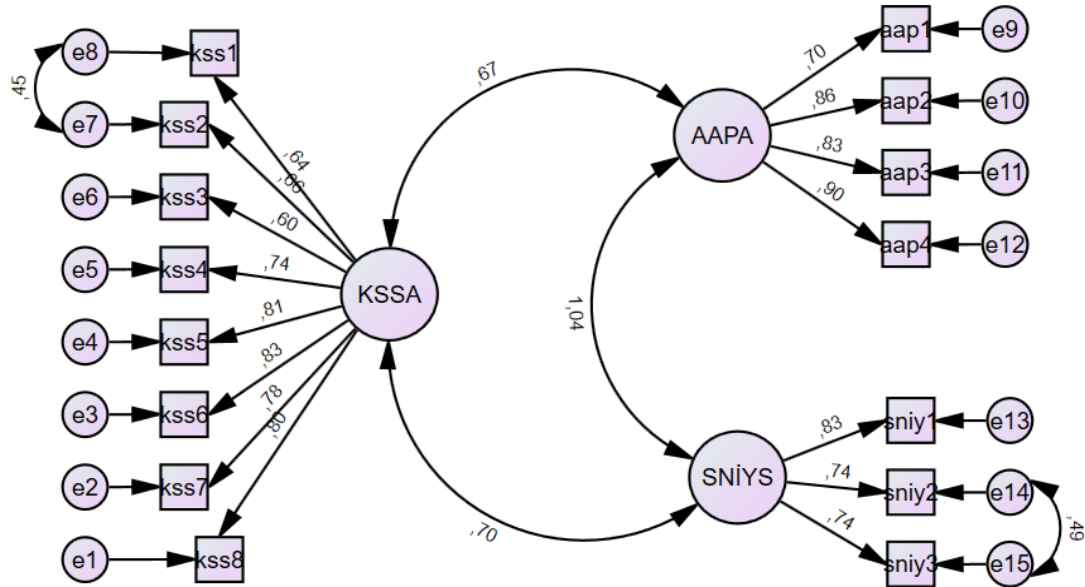 e8
kss1
e7
kss2
,45
e6
kss3
e5
kss4
e4
kss5
e3
kss6
e2
kss7
e1
kss8
,64
,66
,60
,74
,81
,83
,78
,80
KSSA
,67
,70
1,04
AAPA
,70
,86
,83
,90
aap1
e9
aap2
e10
aap3
e11
aap4
e12
SNİYS
,83
,74
,74
sniy1
e13
sniy2
e14
sniy3
e15
,49